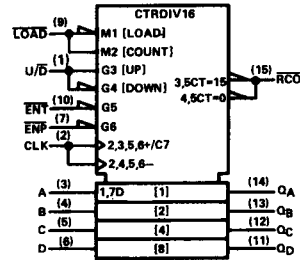 CTRDIV16
LOAD (9) M1 [LOAD]
M2 [COUNT]
U/D (1) G3 [UP]
G4 [DOWN]
ENT (10) G5
ENP (7) G6
CLK (2) 2,3,5,6+/C7
2,4,5,6−
3,5CT=15 (15) RCO
4,5CT=0
A (3) 1,7D [1] (14) QA
B (4) [2] (13) QB
C (5) [4] (12) QC
D (6) [8] (11) QD